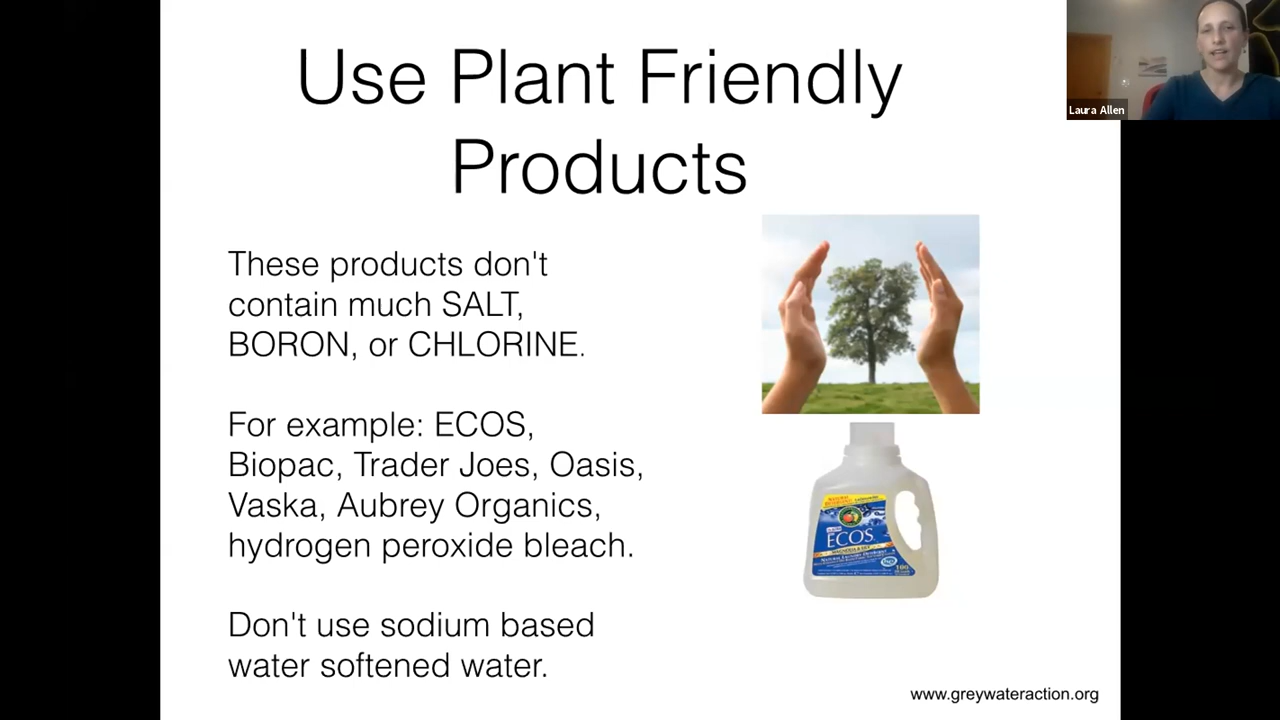 Use Plant Friendly
Products
Laura Allen
These products don't
contain much SALT,
BORON, or CHLORINE.
For example: ECOS,
Biopac, Trader Joes, Oasis,
Vaska, Aubrey Organics,
hydrogen peroxide bleach.
Don't use sodium based
water softened water.
ECOS
www.greywateraction.org